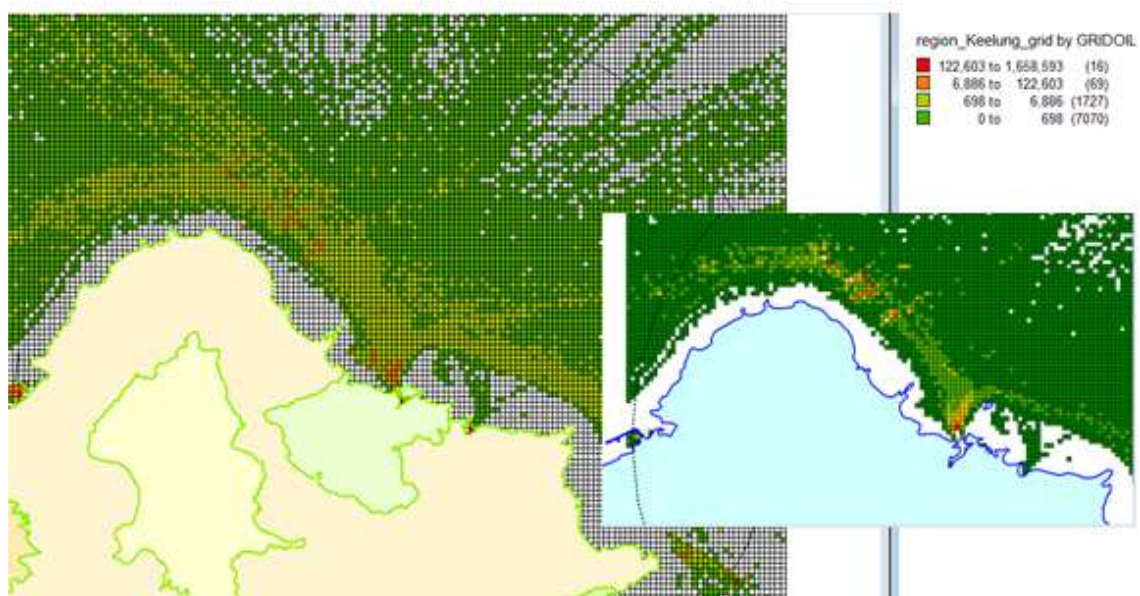 region_Keelung_grid by GRIDOIL
122,603 to 1,658,593 (16)
6,886 to 122,603 (69)
698 to 6,886 (1727)
0 to 698 (7070)